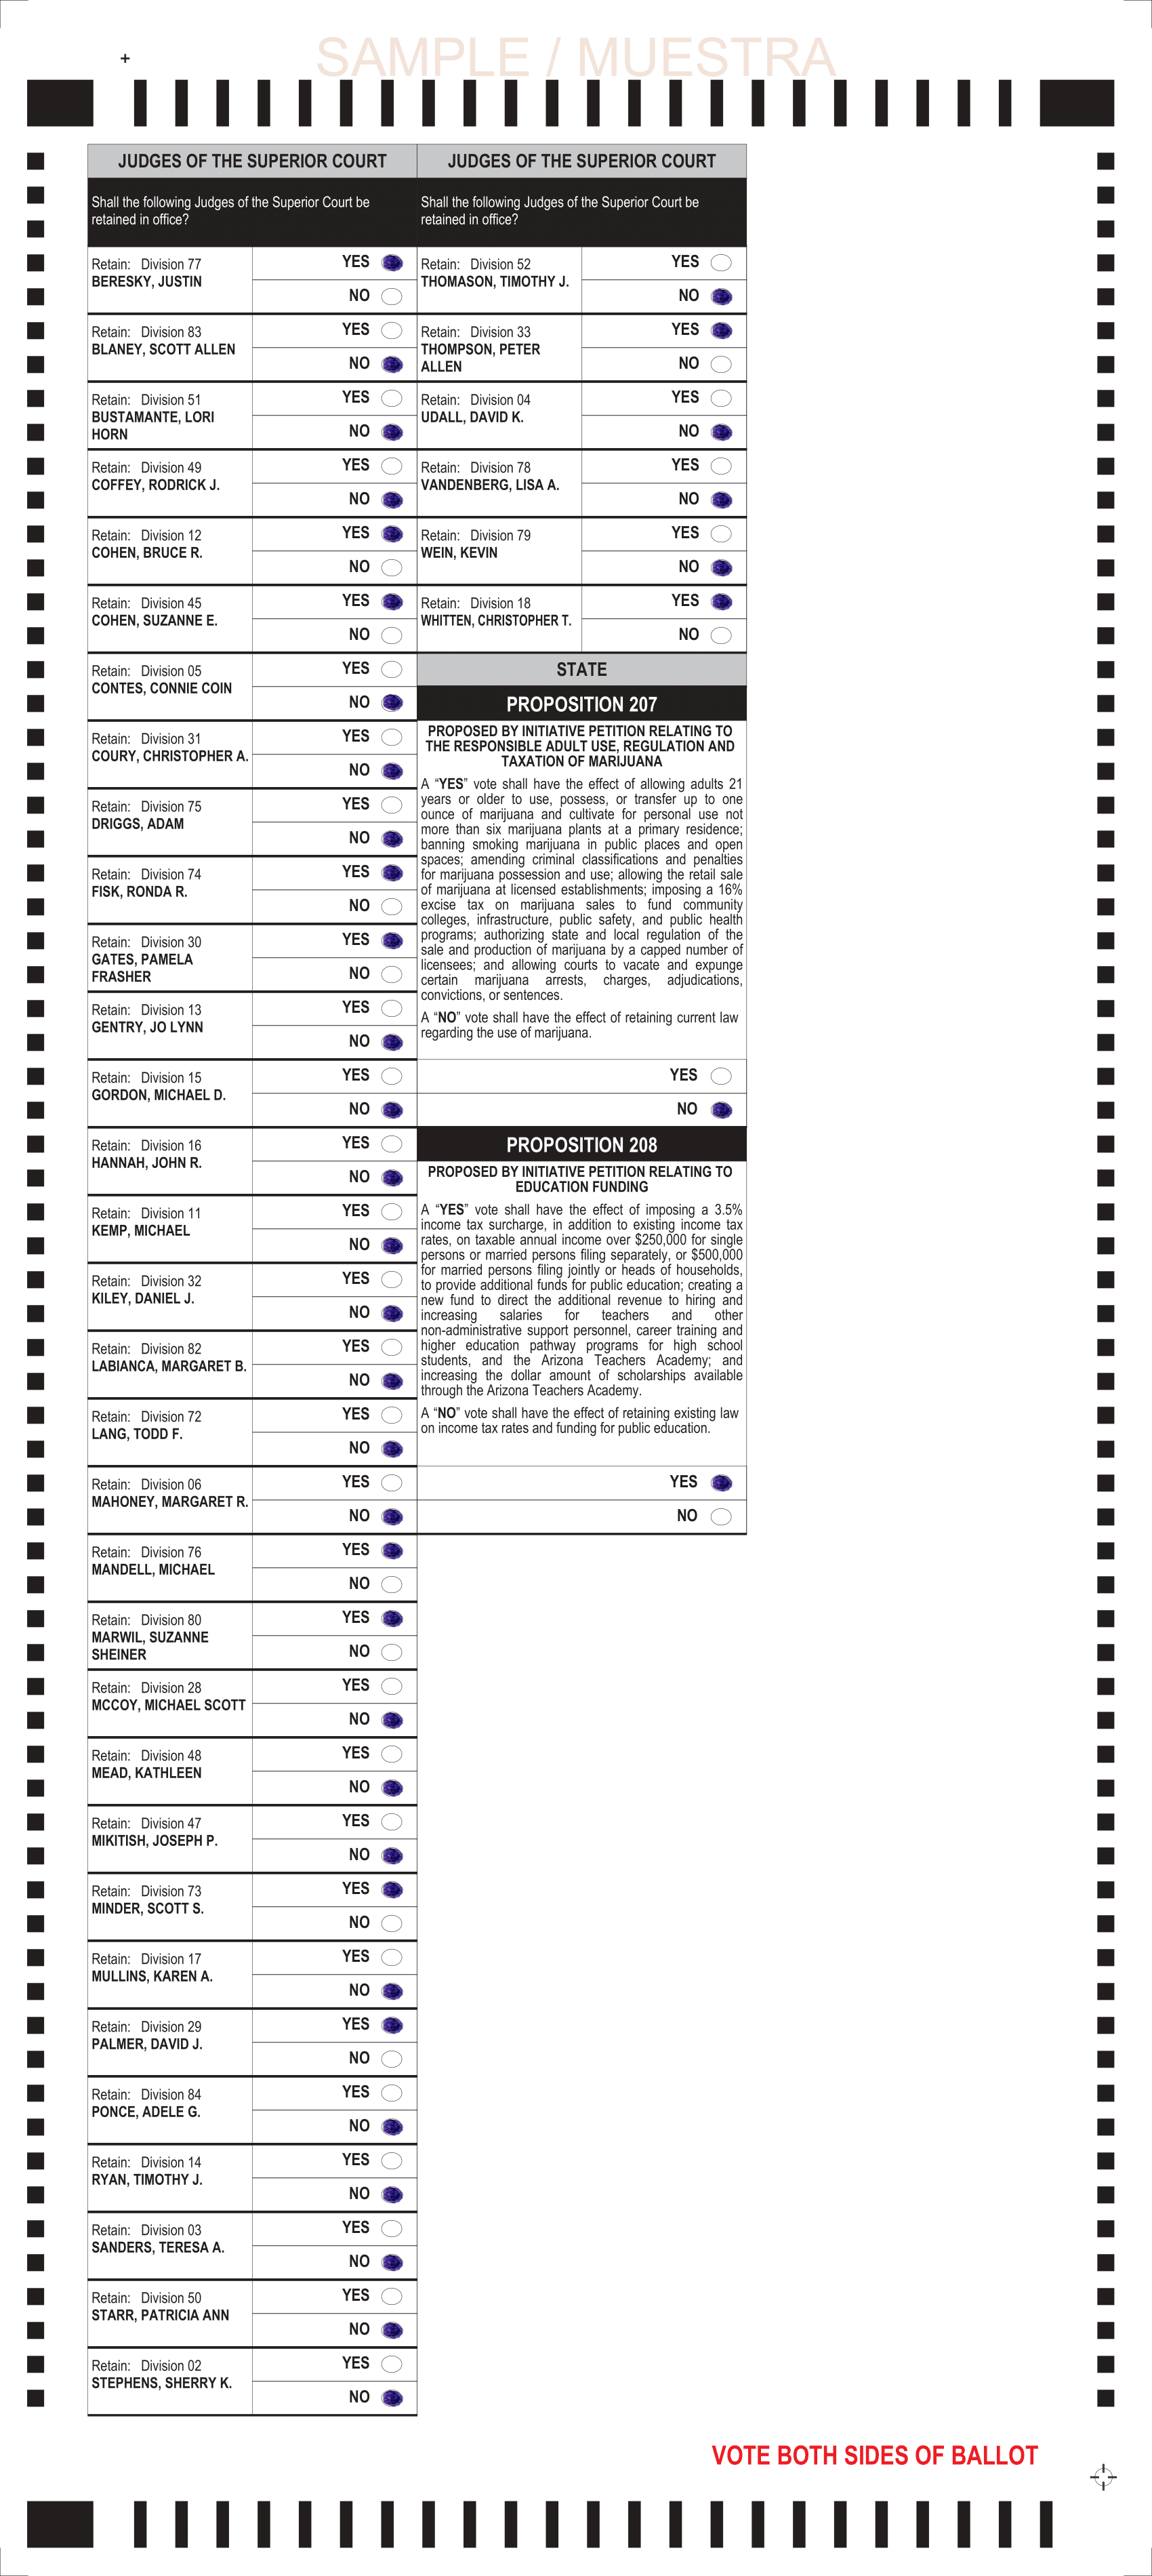 SAMPLE / MUESTRA
JUDGES OF THE SUPERIOR COURT
Shall the following Judges of the Superior Court be
retained in office?
Retain: Division 77
BERESKY, JUSTIN
YES
NO
Retain: Division 83
BLANEY, SCOTT ALLEN
YES
NO
Retain: Division 51
BUSTAMANTE, LORI
HORN
YES
NO
Retain: Division 49
COFFEY, RODRICK J.
YES
NO
Retain: Division 12
COHEN, BRUCE R.
YES
NO
Retain: Division 45
COHEN, SUZANNE E.
YES
NO
Retain: Division 05
CONTES, CONNIE COIN
YES
NO
Retain: Division 31
COURY, CHRISTOPHER A.
YES
NO
Retain: Division 75
DRIGGS, ADAM
YES
NO
Retain: Division 74
FISK, RONDA R.
YES
NO
Retain: Division 30
GATES, PAMELA
FRASHER
YES
NO
Retain: Division 13
GENTRY, JO LYNN
YES
NO
Retain: Division 15
GORDON, MICHAEL D.
YES
NO
Retain: Division 16
HANNAH, JOHN R.
YES
NO
Retain: Division 11
KEMP, MICHAEL
YES
NO
Retain: Division 32
KILEY, DANIEL J.
YES
NO
Retain: Division 82
LABIANCA, MARGARET B.
YES
NO
Retain: Division 72
LANG, TODD F.
YES
NO
Retain: Division 06
MAHONEY, MARGARET R.
YES
NO
Retain: Division 76
MANDELL, MICHAEL
YES
NO
Retain: Division 80
MARWIL, SUZANNE
SHEINER
YES
NO
Retain: Division 28
MCCOY, MICHAEL SCOTT
YES
NO
Retain: Division 48
MEAD, KATHLEEN
YES
NO
Retain: Division 47
MIKITISH, JOSEPH P.
YES
NO
Retain: Division 73
MINDER, SCOTT S.
YES
NO
Retain: Division 17
MULLINS, KAREN A.
YES
NO
Retain: Division 29
PALMER, DAVID J.
YES
NO
Retain: Division 84
PONCE, ADELE G.
YES
NO
Retain: Division 14
RYAN, TIMOTHY J.
YES
NO
Retain: Division 03
SANDERS, TERESA A.
YES
NO
Retain: Division 50
STARR, PATRICIA ANN
YES
NO
Retain: Division 02
STEPHENS, SHERRY K.
YES
NO
JUDGES OF THE SUPERIOR COURT
Shall the following Judges of the Superior Court be
retained in office?
Retain: Division 52
THOMASON, TIMOTHY J.
YES
NO
Retain: Division 33
THOMPSON, PETER
ALLEN
YES
NO
Retain: Division 04
UDALL, DAVID K.
YES
NO
Retain: Division 78
VANDENBERG, LISA A.
YES
NO
Retain: Division 79
WEIN, KEVIN
YES
NO
Retain: Division 18
WHITTEN, CHRISTOPHER T.
YES
NO
STATE
PROPOSITION 207
PROPOSED BY INITIATIVE PETITION RELATING TO
THE RESPONSIBLE ADULT USE, REGULATION AND
TAXATION OF MARIJUANA
A “YES” vote shall have the effect of allowing adults 21
years or older to use, possess, or transfer up to one
ounce of marijuana and cultivate for personal use not
more than six marijuana plants at a primary residence;
banning smoking marijuana in public places and open
spaces; amending criminal classifications and penalties
for marijuana possession and use; allowing the retail sale
of marijuana at licensed establishments; imposing a 16%
excise tax on marijuana sales to fund community
colleges, infrastructure, public safety, and public health
programs; authorizing state and local regulation of the
sale and production of marijuana by a capped number of
licensees; and allowing courts to vacate and expunge
certain marijuana arrests, charges, adjudications,
convictions, or sentences.
A “NO” vote shall have the effect of retaining current law
regarding the use of marijuana.
YES
NO
PROPOSITION 208
PROPOSED BY INITIATIVE PETITION RELATING TO
EDUCATION FUNDING
A “YES” vote shall have the effect of imposing a 3.5%
income tax surcharge, in addition to existing income tax
rates, on taxable annual income over $250,000 for single
persons or married persons filing separately, or $500,000
for married persons filing jointly or heads of households,
to provide additional funds for public education; creating a
new fund to direct the additional revenue to hiring and
increasing salaries for teachers and other
non-administrative support personnel, career training and
higher education pathway programs for high school
students, and the Arizona Teachers Academy; and
increasing the dollar amount of scholarships available
through the Arizona Teachers Academy.
A “NO” vote shall have the effect of retaining existing law
on income tax rates and funding for public education.
YES
NO
VOTE BOTH SIDES OF BALLOT